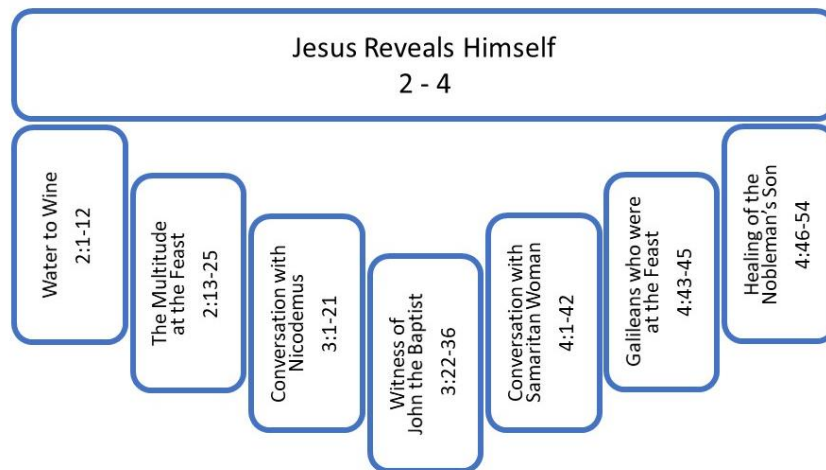 Jesus Reveals Himself
2 - 4
Water to Wine
2:1-12
The Multitude
at the Feast
2:13-25
Conversation with
Nicodemus
3:1-21
Witness of
John the Baptist
3:22-36
Conversation with
Samaritan Woman
4:1-42
Galileans who were
at the Feast
4:43-45
Healing of the
Nobleman's Son
4:46-54